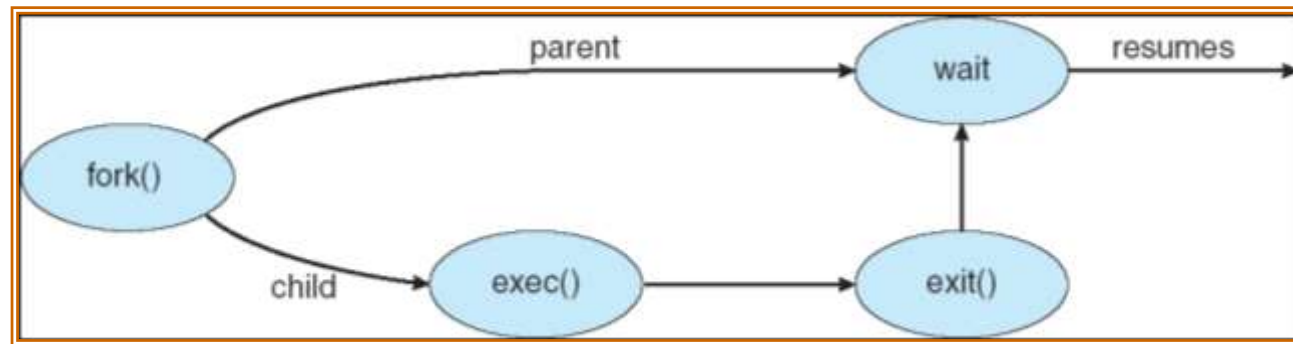 parent
wait
resumes
fork()
child
exec()
exit()